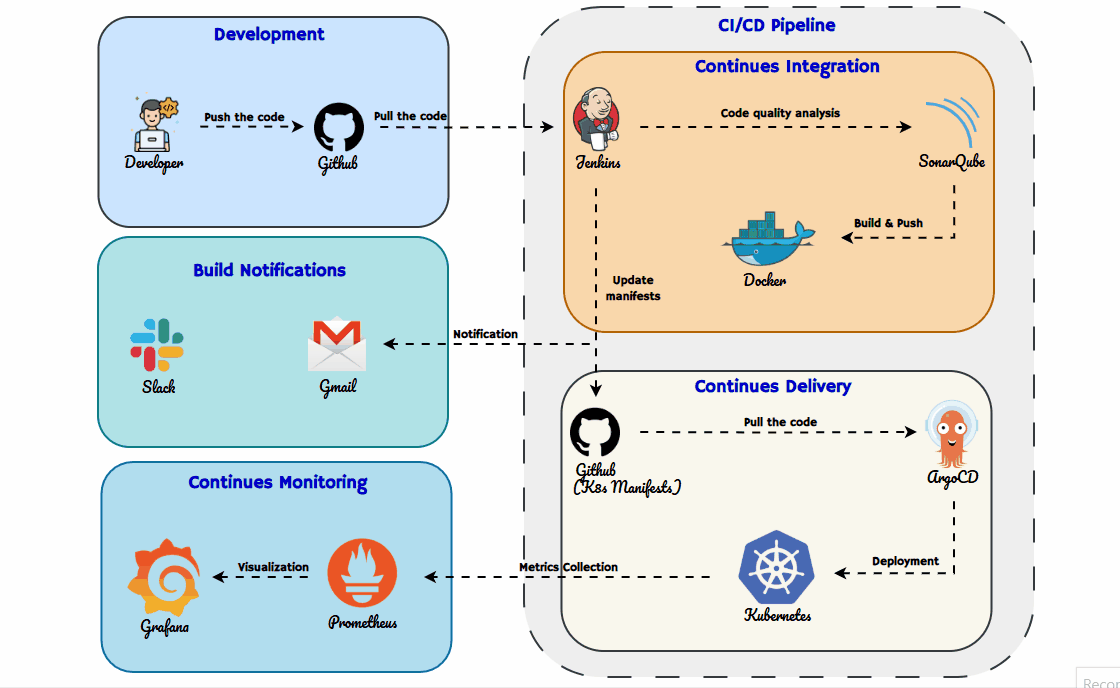 Development
Push the code
Pull the code
Developer
Github
Build Notifications
Slack
Gmail
Notification
Continues Monitoring
Visualization
Grafana
Prometheus
Metrics Collection
CI/CD Pipeline
Continues Integration
Jenkins
Code quality analysis
SonarQube
Build & Push
Docker
Update
manifests
Continues Delivery
Github
(K8s Manifests)
Pull the code
ArgoCD
Deployment
Kubernetes